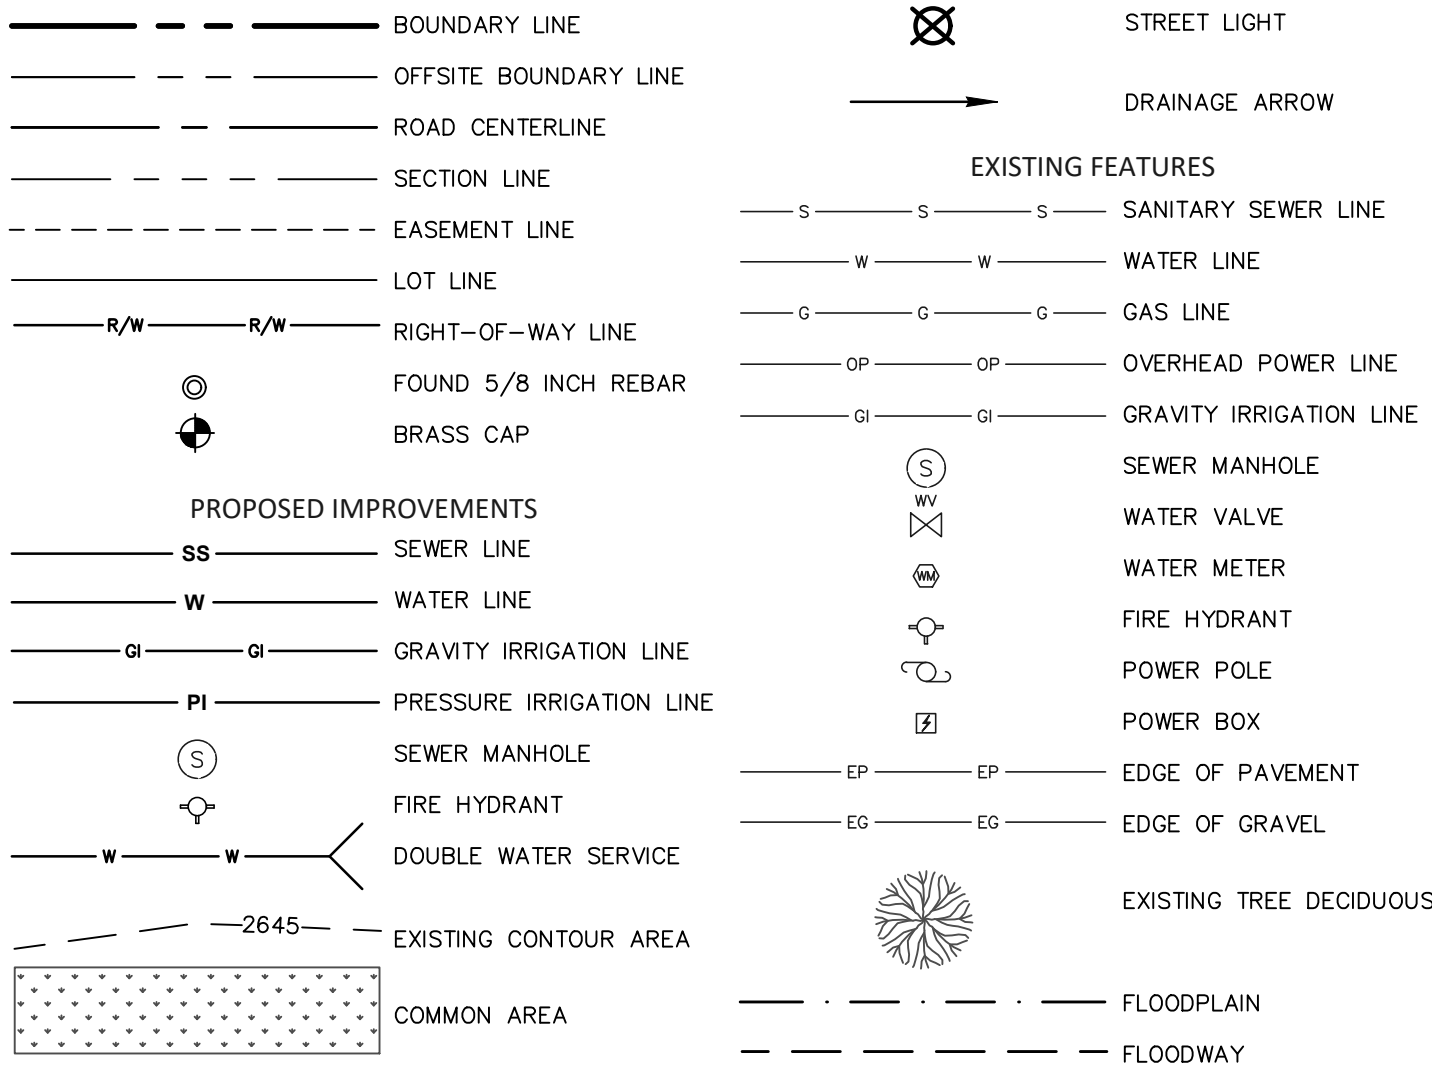 BOUNDARY LINE
OFFSITE BOUNDARY LINE
ROAD CENTERLINE
SECTION LINE
EASEMENT LINE
LOT LINE
R/W R/W RIGHT-OF-WAY LINE
FOUND 5/8 INCH REBAR
BRASS CAP
PROPOSED IMPROVEMENTS
SS SEWER LINE
W WATER LINE
GI GI GRAVITY IRRIGATION LINE
PI PRESSURE IRRIGATION LINE
S SEWER MANHOLE
FIRE HYDRANT
W W DOUBLE WATER SERVICE
2645 EXISTING CONTOUR AREA
COMMON AREA
STREET LIGHT
DRAINAGE ARROW
EXISTING FEATURES
S S S SANITARY SEWER LINE
W W WATER LINE
G G G GAS LINE
OP OP OVERHEAD POWER LINE
GI GI GRAVITY IRRIGATION LINE
S SEWER MANHOLE
WV
WATER VALVE
WM WATER METER
FIRE HYDRANT
POWER POLE
POWER BOX
EP EP EDGE OF PAVEMENT
EG EG EDGE OF GRAVEL
EXISTING TREE DECIDUOUS
FLOODPLAIN
FLOODWAY